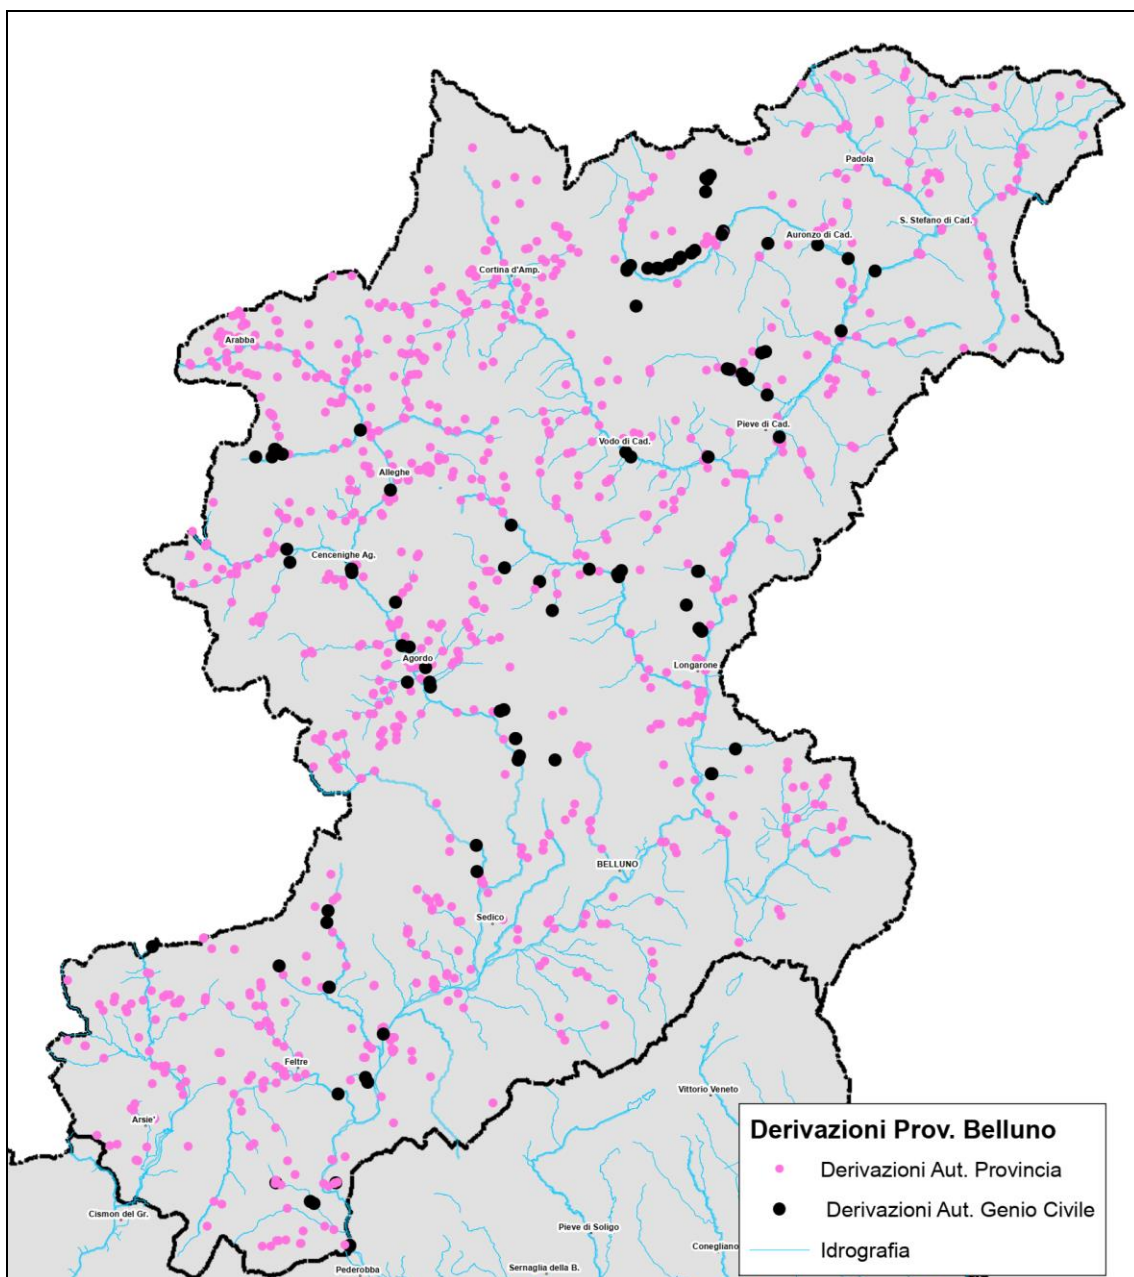 Padola
S. Stefano di Cad.
Auronzo di Cad.
Cortina d'Amp.
Arabba
Pieve di Cad.
Vodo di Cad.
Alleghe
Cencenighe Ag.
Agordo
Longarone
BELLUNO
Sedico
Feltre
Vittorio Veneto
Arsie'
Derivazioni Prov. Belluno
Derivazioni Aut. Provincia
Derivazioni Aut. Genio Civile
Idrografia
Cismon del Gr.
Pieve di Soligo
Conegliano
Sernaglia della B.
Pederobba